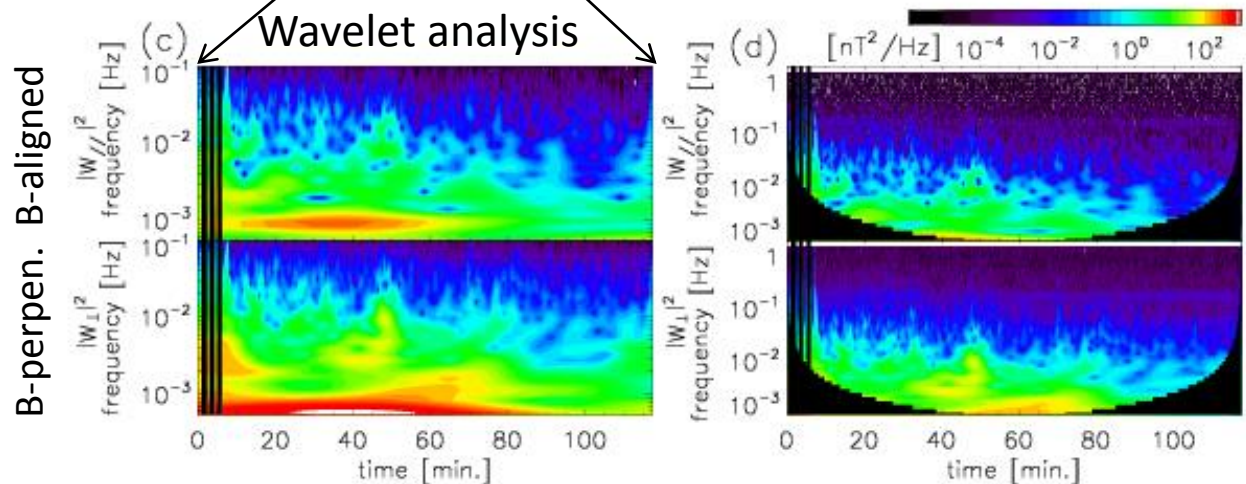 Wavelet analysis
(c)
(d)
[nT²/Hz] 10⁻⁴ 10⁻² 10⁰ 10²
B-aligned
|W//|²
frequency [Hz]
10⁻¹
10⁻²
10⁻³
|W//|²
frequency [Hz]
1
10⁻¹
10⁻²
10⁻³
B-perpen.
|W⊥|²
frequency [Hz]
10⁻¹
10⁻²
10⁻³
|W⊥|²
frequency [Hz]
1
10⁻¹
10⁻²
10⁻³
0 20 40 60 80 100
time [min.]
0 20 40 60 80 100
time [min.]